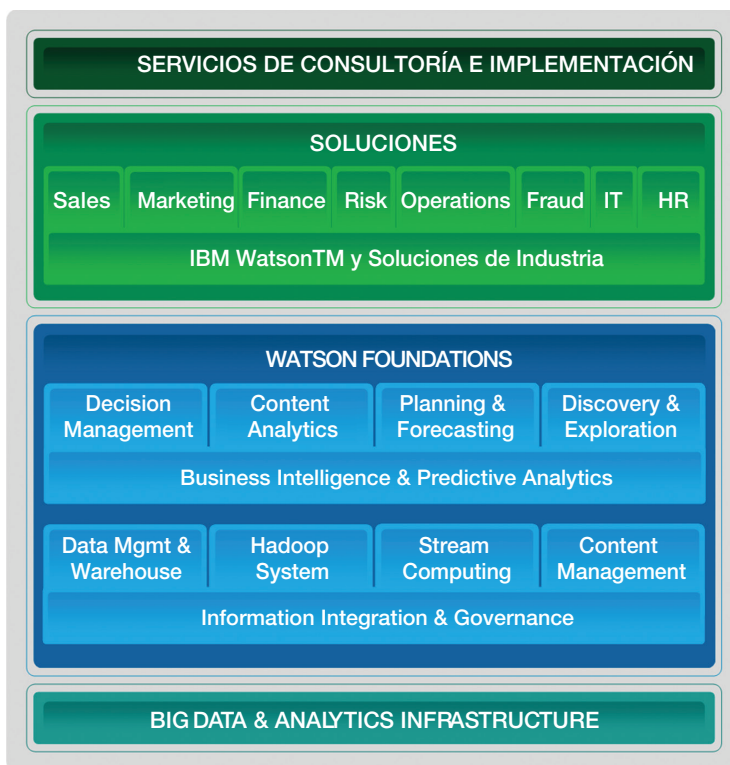 SERVICIOS DE CONSULTORÍA E IMPLEMENTACIÓN
SOLUCIONES
Sales Marketing Finance Risk Operations Fraud IT HR
IBM WatsonTM y Soluciones de Industria
WATSON FOUNDATIONS
Decision Management
Content Analytics
Planning & Forecasting
Discovery & Exploration
Business Intelligence & Predictive Analytics
Data Mgmt & Warehouse
Hadoop System
Stream Computing
Content Management
Information Integration & Governance
BIG DATA & ANALYTICS INFRASTRUCTURE